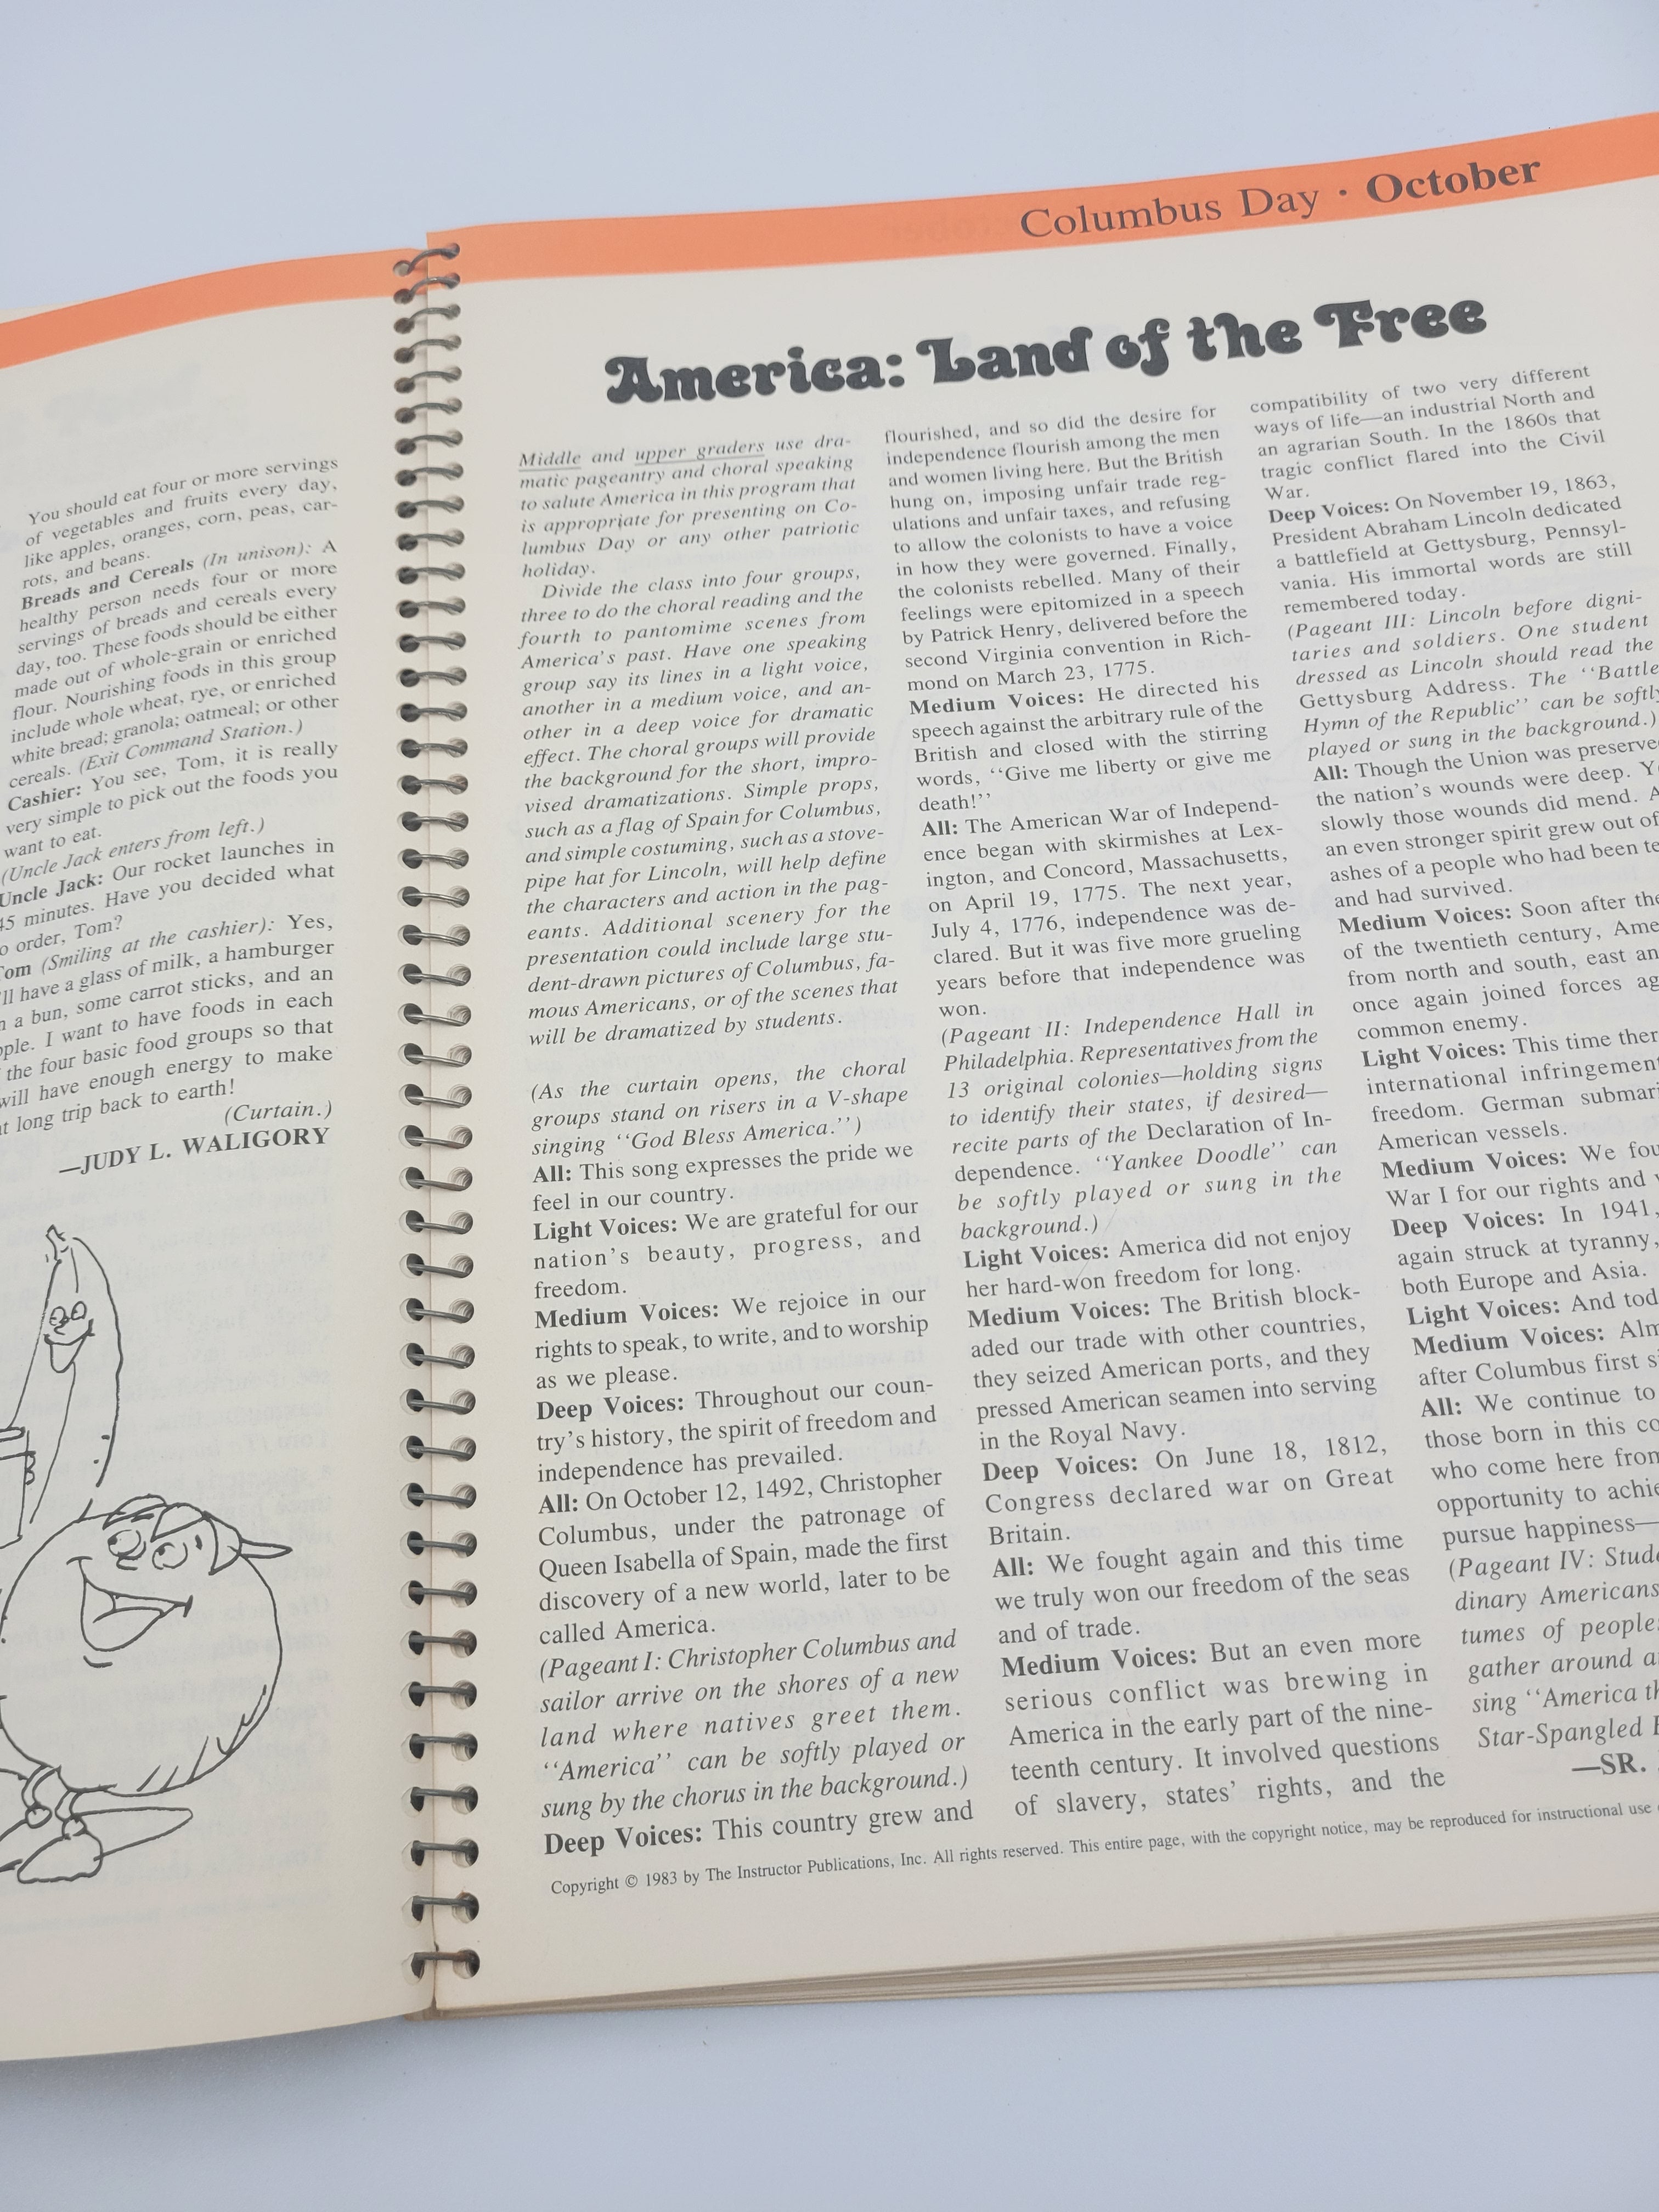 You should eat four or more servings
of vegetables and fruits every day,
like apples, oranges, corn, peas, car-
rots, and beans.
Breads and Cereals (In unison): A
healthy person needs four or more
servings of breads and cereals every
day, too. These foods should be either
made out of whole-grain or enriched
flour. Nourishing foods in this group
include whole wheat, rye, or enriched
white bread; granola; oatmeal; or other
cereals. (Exit Command Station.)
Cashier: You see, Tom, it is really
very simple to pick out the foods you
want to eat.
(Uncle Jack enters from left.)
Uncle Jack: Our rocket launches in
45 minutes. Have you decided what
order, Tom?
Tom (Smiling at the cashier): Yes,
have a glass of milk, a hamburger
a bun, some carrot sticks, and an
I want to have foods in each
the four basic food groups so that
will have enough energy to make
long trip back to earth!
(Curtain.)
—JUDY L. WALIGORY
Columbus Day · October
America: Land of the Free
Middle and upper graders use dra-
matic pageantry and choral speaking
to salute America in this program that
is appropriate for presenting on Co-
lumbus Day or any other patriotic
holiday.
Divide the class into four groups,
three to do the choral reading and the
fourth to pantomime scenes from
America's past. Have one speaking
group say its lines in a light voice,
another in a medium voice, and an-
other in a deep voice for dramatic
effect. The choral groups will provide
the background for the short, impro-
vised dramatizations. Simple props,
such as a flag of Spain for Columbus,
and simple costuming, such as a stove-
pipe hat for Lincoln, will help define
the characters and action in the pag-
eants. Additional scenery for the
presentation could include large stu-
dent-drawn pictures of Columbus, fa-
mous Americans, or of the scenes that
will be dramatized by students.
(As the curtain opens, the choral
groups stand on risers in a V-shape
singing ''God Bless America.'')
All: This song expresses the pride we
feel in our country.
Light Voices: We are grateful for our
nation's beauty, progress, and
freedom.
Medium Voices: We rejoice in our
rights to speak, to write, and to worship
as we please.
Deep Voices: Throughout our coun-
try's history, the spirit of freedom and
independence has prevailed.
All: On October 12, 1492, Christopher
Columbus, under the patronage of
Queen Isabella of Spain, made the first
discovery of a new world, later to be
called America.
(Pageant I: Christopher Columbus and
sailor arrive on the shores of a new
land where natives greet them.
''America'' can be softly played or
sung by the chorus in the background.)
Deep Voices: This country grew and
flourished, and so did the desire for
independence flourish among the men
and women living here. But the British
hung on, imposing unfair trade reg-
ulations and unfair taxes, and refusing
to allow the colonists to have a voice
in how they were governed. Finally,
the colonists rebelled. Many of their
feelings were epitomized in a speech
by Patrick Henry, delivered before the
second Virginia convention in Rich-
mond on March 23, 1775.
Medium Voices: He directed his
speech against the arbitrary rule of the
British and closed with the stirring
words, ''Give me liberty or give me
death!''
All: The American War of Independ-
ence began with skirmishes at Lex-
ington, and Concord, Massachusetts,
on April 19, 1775. The next year,
July 4, 1776, independence was de-
clared. But it was five more grueling
years before that independence was
won.
(Pageant II: Independence Hall in
Philadelphia. Representatives from the
13 original colonies—holding signs
to identify their states, if desired—
recite parts of the Declaration of In-
dependence. ''Yankee Doodle'' can
be softly played or sung in the
background.)
Light Voices: America did not enjoy
her hard-won freedom for long.
Medium Voices: The British block-
aded our trade with other countries,
they seized American ports, and they
pressed American seamen into serving
in the Royal Navy.
Deep Voices: On June 18, 1812,
Congress declared war on Great
Britain.
All: We fought again and this time
we truly won our freedom of the seas
and of trade.
Medium Voices: But an even more
serious conflict was brewing in
America in the early part of the nine-
teenth century. It involved questions
of slavery, states' rights, and the
compatibility of two very different
ways of life—an industrial North and
an agrarian South. In the 1860s that
tragic conflict flared into the Civil
War.
Deep Voices: On November 19, 1863,
President Abraham Lincoln dedicated
a battlefield at Gettysburg, Pennsyl-
vania. His immortal words are still
remembered today.
(Pageant III: Lincoln before digni-
taries and soldiers. One student
dressed as Lincoln should read the
Gettysburg Address. The ''Battle
Hymn of the Republic'' can be softly
played or sung in the background.)
All: Though the Union was preserved
the nation's wounds were deep.
slowly those wounds did mend.
an even stronger spirit grew out of
ashes of a people who had been
and had survived.
Medium Voices: Soon after the
of the twentieth century,
from north and south, east
once again joined forces
common enemy.
Light Voices: This time
international infringement
freedom. German
American vessels.
Medium Voices: We
War I for our rights and
Deep Voices: In 1941,
again struck at tyranny,
both Europe and Asia.
Light Voices: And
Medium Voices:
after Columbus first
All: We continue to
those born in this
who come here from
opportunity to
pursue happiness—
(Pageant IV:
dinary Americans
tumes of people
gather around
sing ''America
Star-Spangled
—SR.
Copyright © 1983 by The Instructor Publications, Inc. All rights reserved. This entire page, with the copyright notice, may be reproduced for instructional use